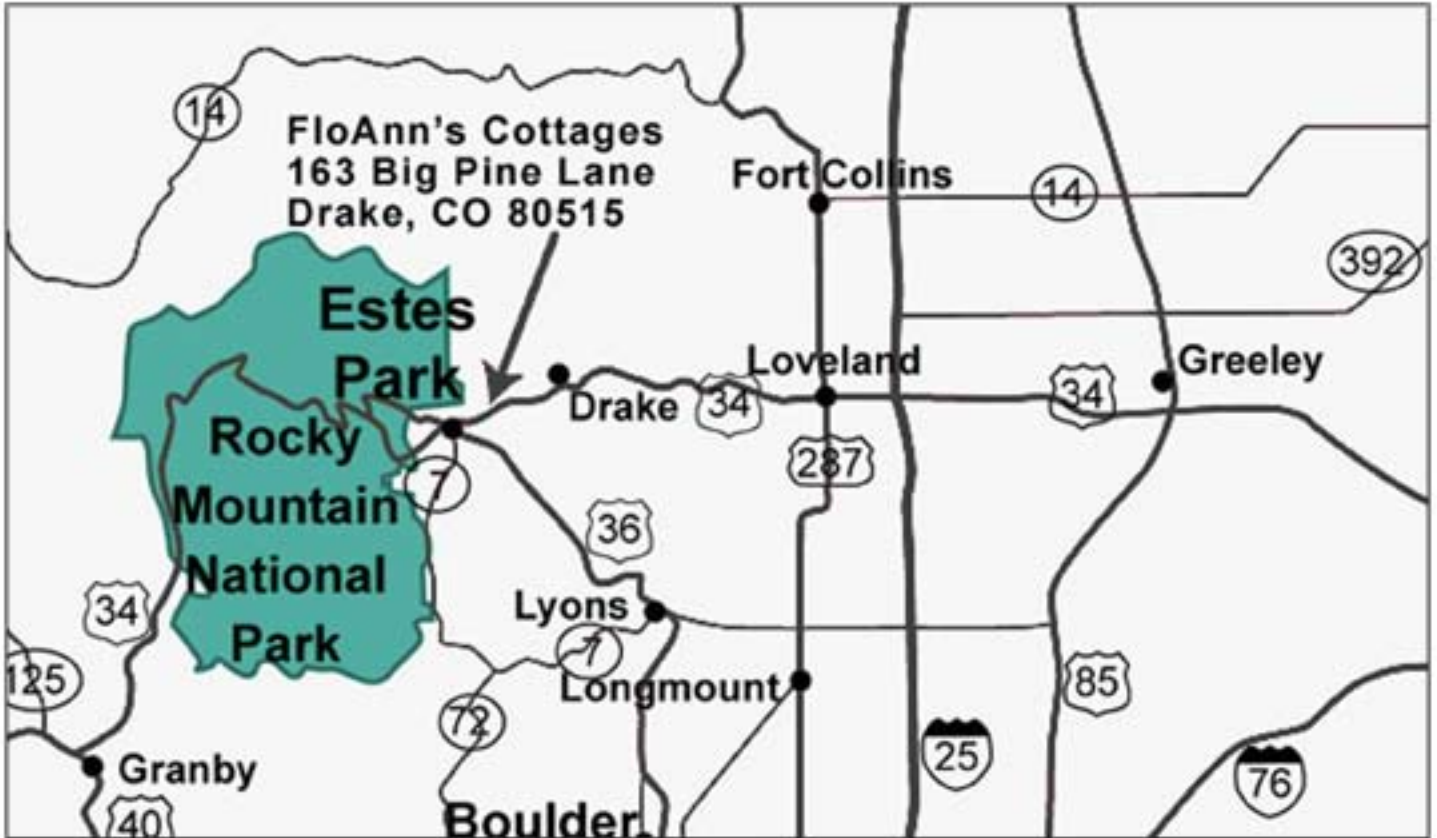 14
FloAnn's Cottages
163 Big Pine Lane
Drake, CO 80515
Fort Collins
14
392
Estes
Park
Loveland
Greeley
Drake
34
34
Rocky
287
7
Mountain
36
National
34
Lyons
Park
7
125
Longmount
85
72
25
Granby
76
40
Boulder